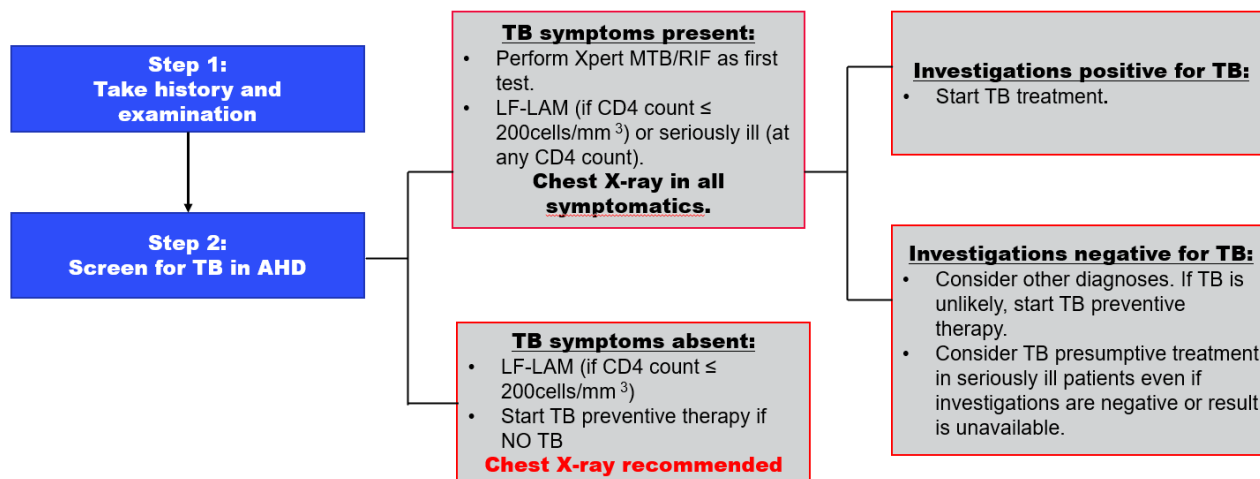 Step 1:
Take history and
examination
Step 2:
Screen for TB in AHD
TB symptoms present:
• Perform Xpert MTB/RIF as first
test.
• LF-LAM (if CD4 count ≤
200cells/mm ³) or seriously ill (at
any CD4 count).
Chest X-ray in all
symptomatics.
TB symptoms absent:
• LF-LAM (if CD4 count ≤
200cells/mm ³)
• Start TB preventive therapy if
NO TB
Chest X-ray recommended
Investigations positive for TB:
• Start TB treatment.
Investigations negative for TB:
• Consider other diagnoses. If TB is
unlikely, start TB preventive
therapy.
• Consider TB presumptive treatment
in seriously ill patients even if
investigations are negative or result
is unavailable.